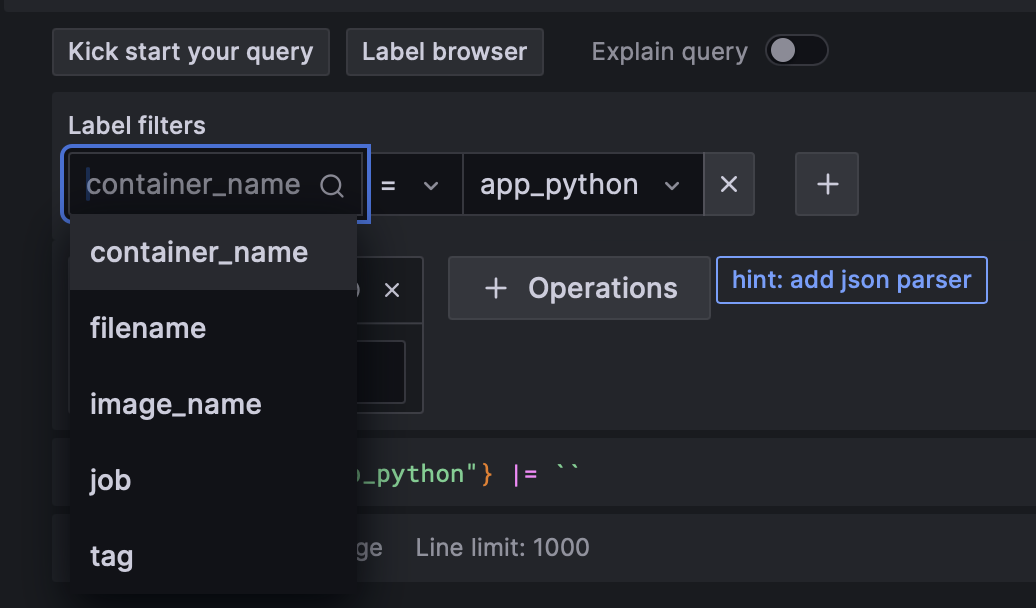 Kick start your query Label browser Explain query
Label filters
container_name = app_python
container_name
hint: add json parser
Operations
filename
image_name
job
_python"} |= ``
tag
Line limit: 1000